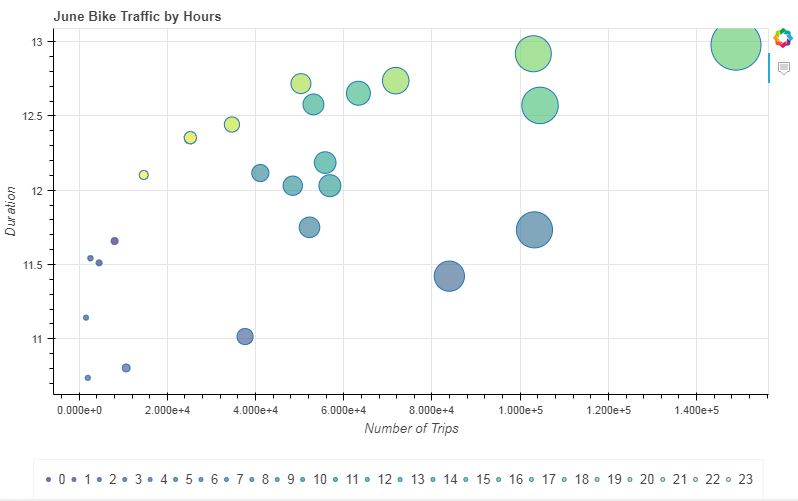 June Bike Traffic by Hours
13
12.5
12
11.5
11
Duration
0.000e+0 2.000e+4 4.000e+4 6.000e+4 8.000e+4 1.000e+5 1.200e+5 1.400e+5
Number of Trips
0 1 2 3 4 5 6 7 8 9 10 11 12 13 14 15 16 17 18 19 20 21 22 23